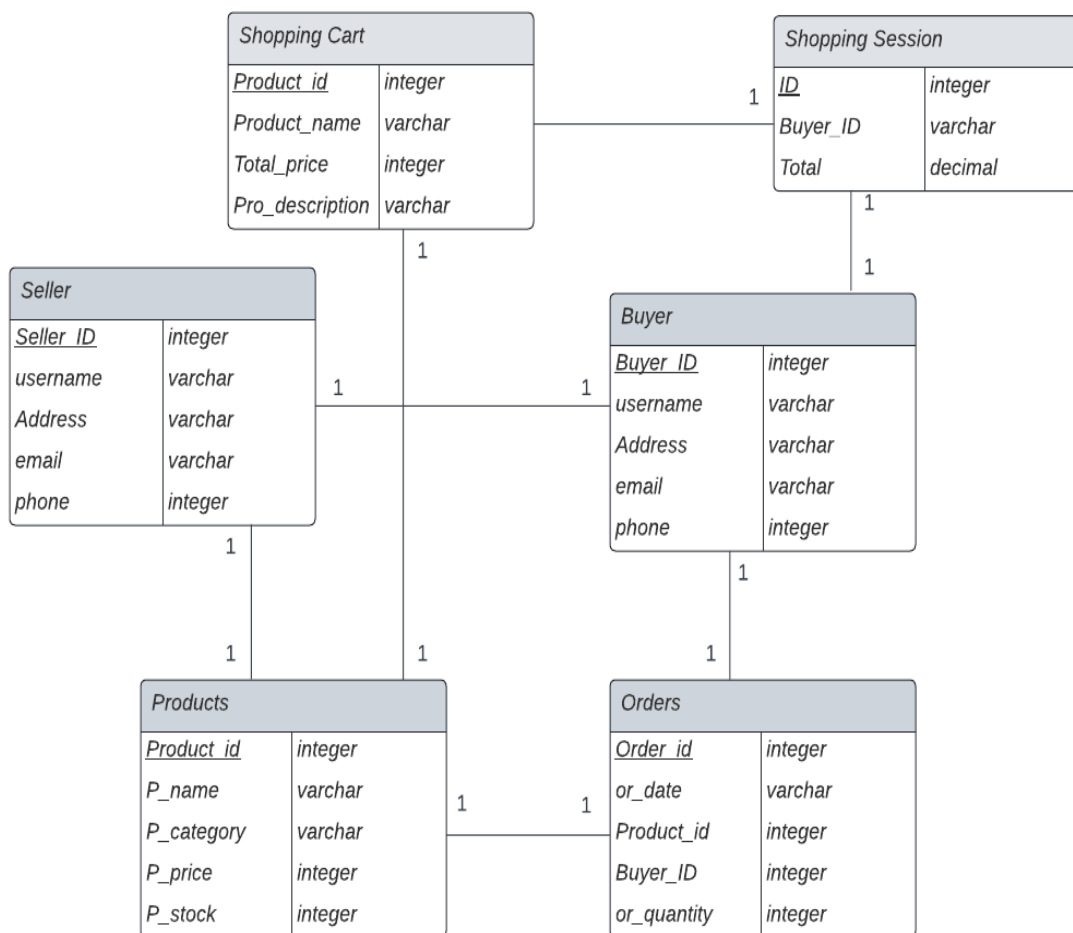 Shopping Cart
Product_id integer
Product_name varchar
Total_price integer
Pro_description varchar
1
Shopping Session
ID integer
Buyer_ID varchar
Total decimal
1
1
1
Seller
Seller_ID integer
username varchar
Address varchar
email varchar
phone integer
1
1
Buyer
Buyer_ID integer
username varchar
Address varchar
email varchar
phone integer
1
1
1
1
1
Products
Product_id integer
P_name varchar
P_category varchar
P_price integer
P_stock integer
1
1
Orders
Order_id integer
or_date varchar
Product_id integer
Buyer_ID integer
or_quantity integer